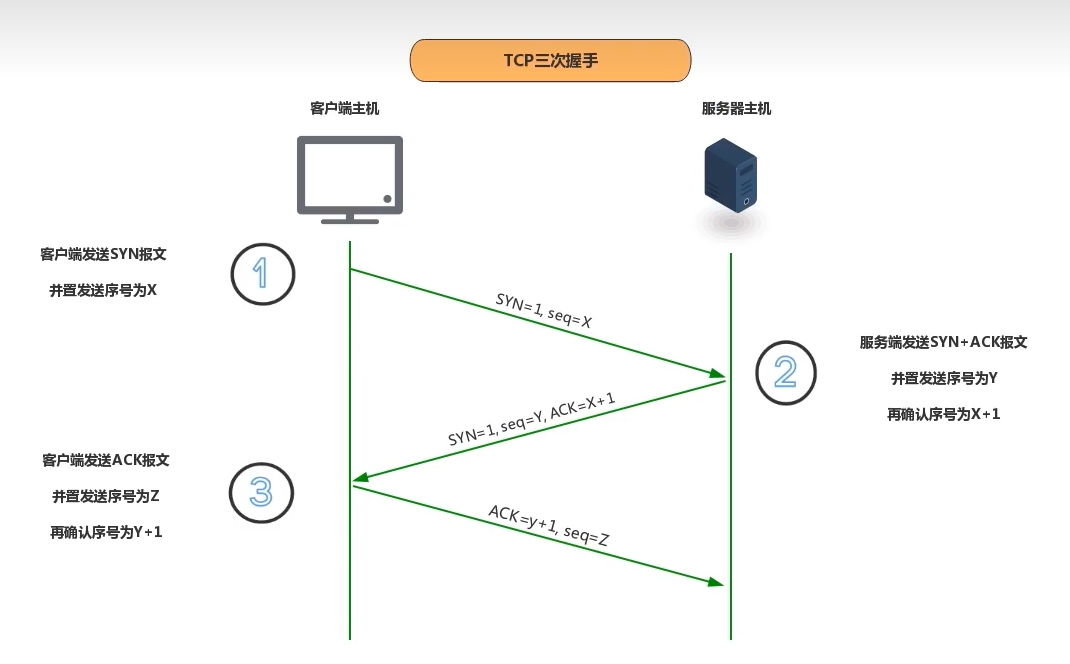 TCP三次握手
客户端主机
服务器主机
客户端发送SYN报文
并置发送序号为X
1
SYN=1, seq=X
服务端发送SYN+ACK报文
并置发送序号为Y
再确认序号为X+1
2
SYN=1, seq=Y, ACK=X+1
客户端发送ACK报文
并置发送序号为Z
再确认序号为Y+1
3
ACK=y+1, seq=Z